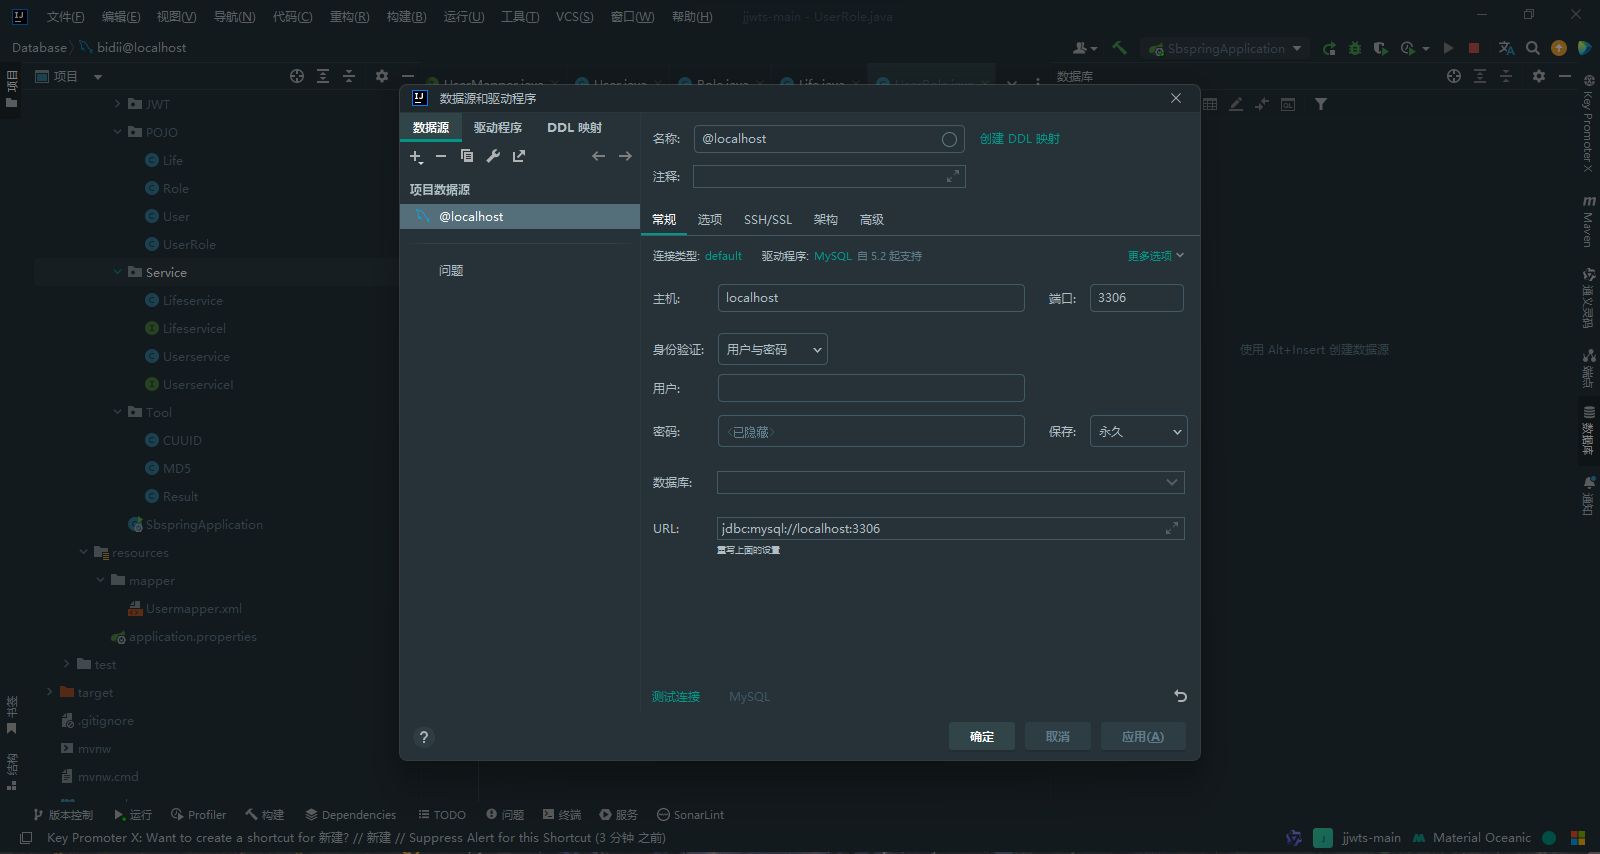 文件(F) 编辑(E) 视图(V) 导航(N) 代码(C) 重构(R) 构建(B) 运行(U) 工具(T) VCS(S) 窗口(W) 帮助(H) jjwts-main - UserRole.java
Database bidii@localhost
SbspringApplication
项目
项目
UserMapper.java User.java Role.java Life.java UserRole.java
数据库
JWT
POJO
Life
Role
User
UserRole
Service
Lifeservice
LifeserviceI
Userservice
UserserviceI
Tool
CUUID
MD5
Result
SbspringApplication
resources
mapper
Usermapper.xml
application.properties
test
target
.gitignore
mvnw
mvnw.cmd
书签
结构
数据源和驱动程序
数据源 驱动程序 DDL 映射
项目数据源
@localhost
问题
名称: @localhost 创建 DDL 映射
注释:
常规 选项 SSH/SSL 架构 高级
连接类型: default 驱动程序: MySQL 自 5.2 起支持 更多选项
主机: localhost 端口: 3306
身份验证: 用户与密码
用户:
密码: <已隐藏> 保存: 永久
数据库:
URL: jdbc:mysql://localhost:3306
重写上面的设置
测试连接 MySQL
? 确定 取消 应用(A)
使用 Alt+Insert 创建数据源
Key Promoter X
Maven
通义灵码
端点
数据库
通知
版本控制 运行 Profiler 构建 Dependencies TODO 问题 终端 服务 SonarLint
Key Promoter X: Want to create a shortcut for 新建? // 新建 // Suppress Alert for this Shortcut (3 分钟 之前) jjwts-main Material Oceanic